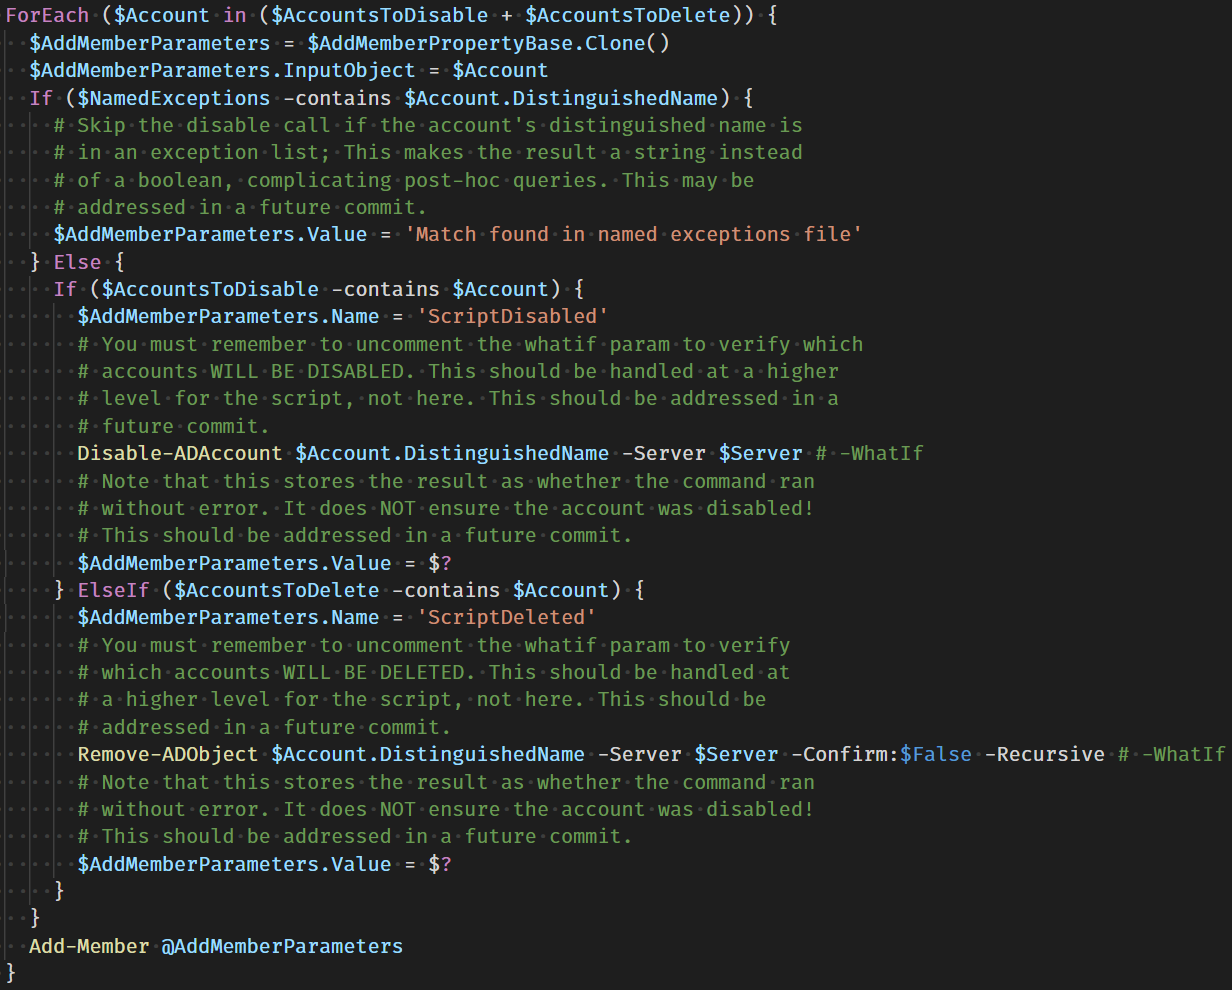 ForEach ($Account in ($AccountsToDisable + $AccountsToDelete)) {
  $AddMemberParameters = $AddMemberPropertyBase.Clone()
  $AddMemberParameters.InputObject = $Account
  If ($NamedExceptions -contains $Account.DistinguishedName) {
    # Skip the disable call if the account's distinguished name is
    # in an exception list; This makes the result a string instead
    # of a boolean, complicating post-hoc queries. This may be
    # addressed in a future commit.
    $AddMemberParameters.Value = 'Match found in named exceptions file'
  } Else {
    If ($AccountsToDisable -contains $Account) {
      $AddMemberParameters.Name = 'ScriptDisabled'
      # You must remember to uncomment the whatif param to verify which
      # accounts WILL BE DISABLED. This should be handled at a higher
      # level for the script, not here. This should be addressed in a
      # future commit.
      Disable-ADAccount $Account.DistinguishedName -Server $Server # -WhatIf
      # Note that this stores the result as whether the command ran
      # without error. It does NOT ensure the account was disabled!
      # This should be addressed in a future commit.
      $AddMemberParameters.Value = $?
    } ElseIf ($AccountsToDelete -contains $Account) {
      $AddMemberParameters.Name = 'ScriptDeleted'
      # You must remember to uncomment the whatif param to verify
      # which accounts WILL BE DELETED. This should be handled at
      # a higher level for the script, not here. This should be
      # addressed in a future commit.
      Remove-ADObject $Account.DistinguishedName -Server $Server -Confirm:$False -Recursive # -WhatIf
      # Note that this stores the result as whether the command ran
      # without error. It does NOT ensure the account was disabled!
      # This should be addressed in a future commit.
      $AddMemberParameters.Value = $?
    }
  }
  Add-Member @AddMemberParameters
}